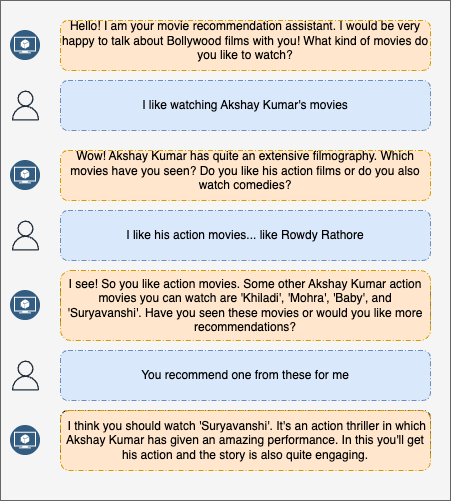 Hello! I am your movie recommendation assistant. I would be very
happy to talk about Bollywood films with you! What kind of movies do
you like to watch?
I like watching Akshay Kumar's movies
Wow! Akshay Kumar has quite an extensive filmography. Which
movies have you seen? Do you like his action films or do you also
watch comedies?
I like his action movies... like Rowdy Rathore
I see! So you like action movies. Some other Akshay Kumar action
movies you can watch are 'Khiladi', 'Mohra', 'Baby', and
'Suryavanshi'. Have you seen these movies or would you like more
recommendations?
You recommend one from these for me
I think you should watch 'Suryavanshi'. It's an action thriller in which
Akshay Kumar has given an amazing performance. In this you'll get
his action and the story is also quite engaging.